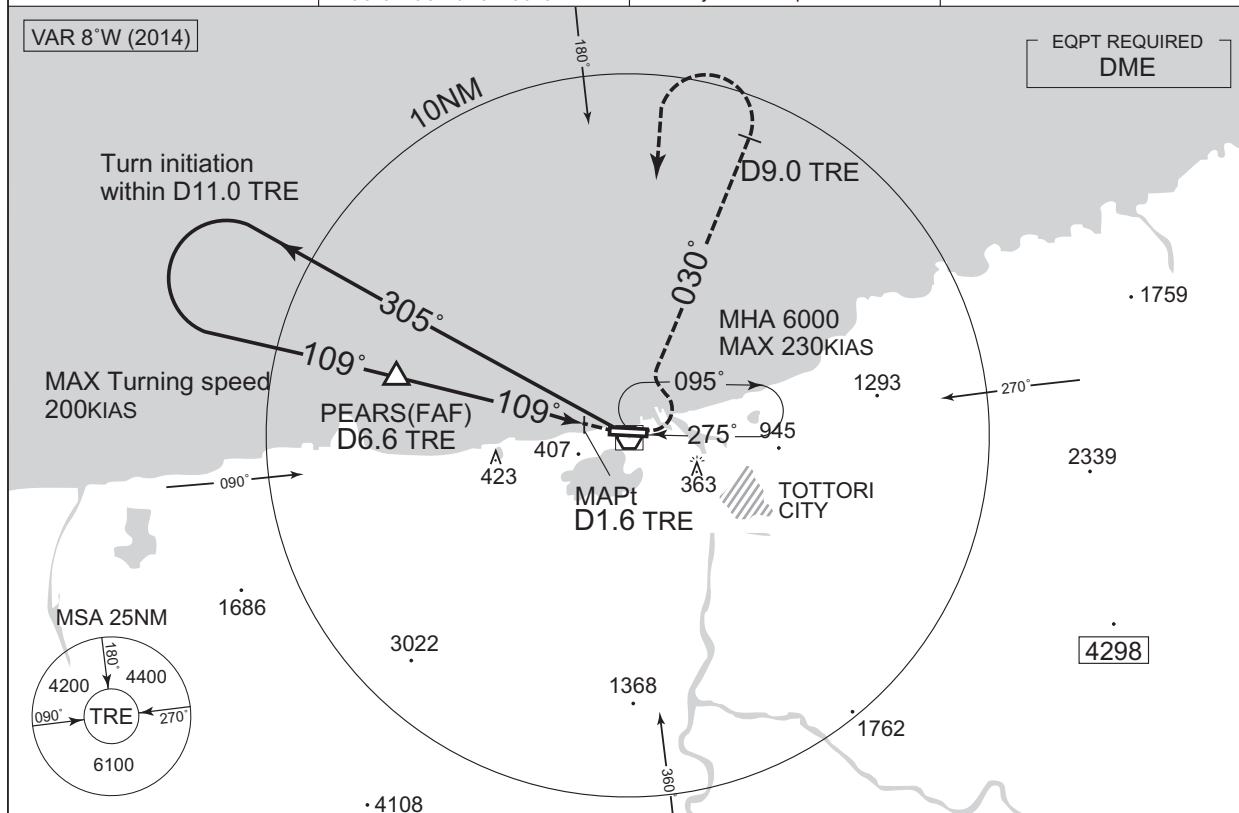 VAR 8°W (2014)
180°
EQPT REQUIRED
DME
10NM
Turn initiation
within D11.0 TRE
D9.0 TRE
030°
305°
1759
MHA 6000
MAX 230KIAS
109°
MAX Turning speed
200KIAS
PEARS(FAF)
D6.6 TRE
109°
095°
1293
270°
275°
945
407
423
363
2339
090°
MAPt
D1.6 TRE
TOTTORI
CITY
1686
MSA 25NM
180°
4200
4400
090°
TRE
270°
6100
3022
4298
1368
1762
360°
4108